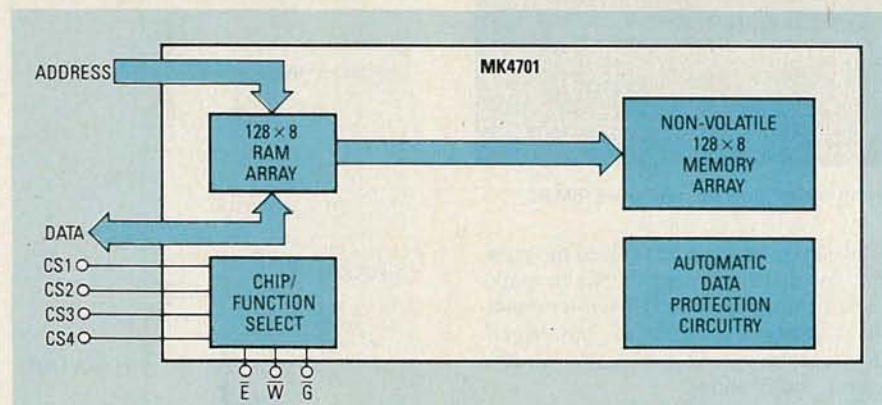 ADDRESS
MK4701
128 × 8
RAM
ARRAY
NON-VOLATILE
128 × 8
MEMORY
ARRAY
DATA
CS1
CS2
CS3
CS4
CHIP/
FUNCTION
SELECT
AUTOMATIC
DATA
PROTECTION
CIRCUITRY
E̅ W̅ G̅